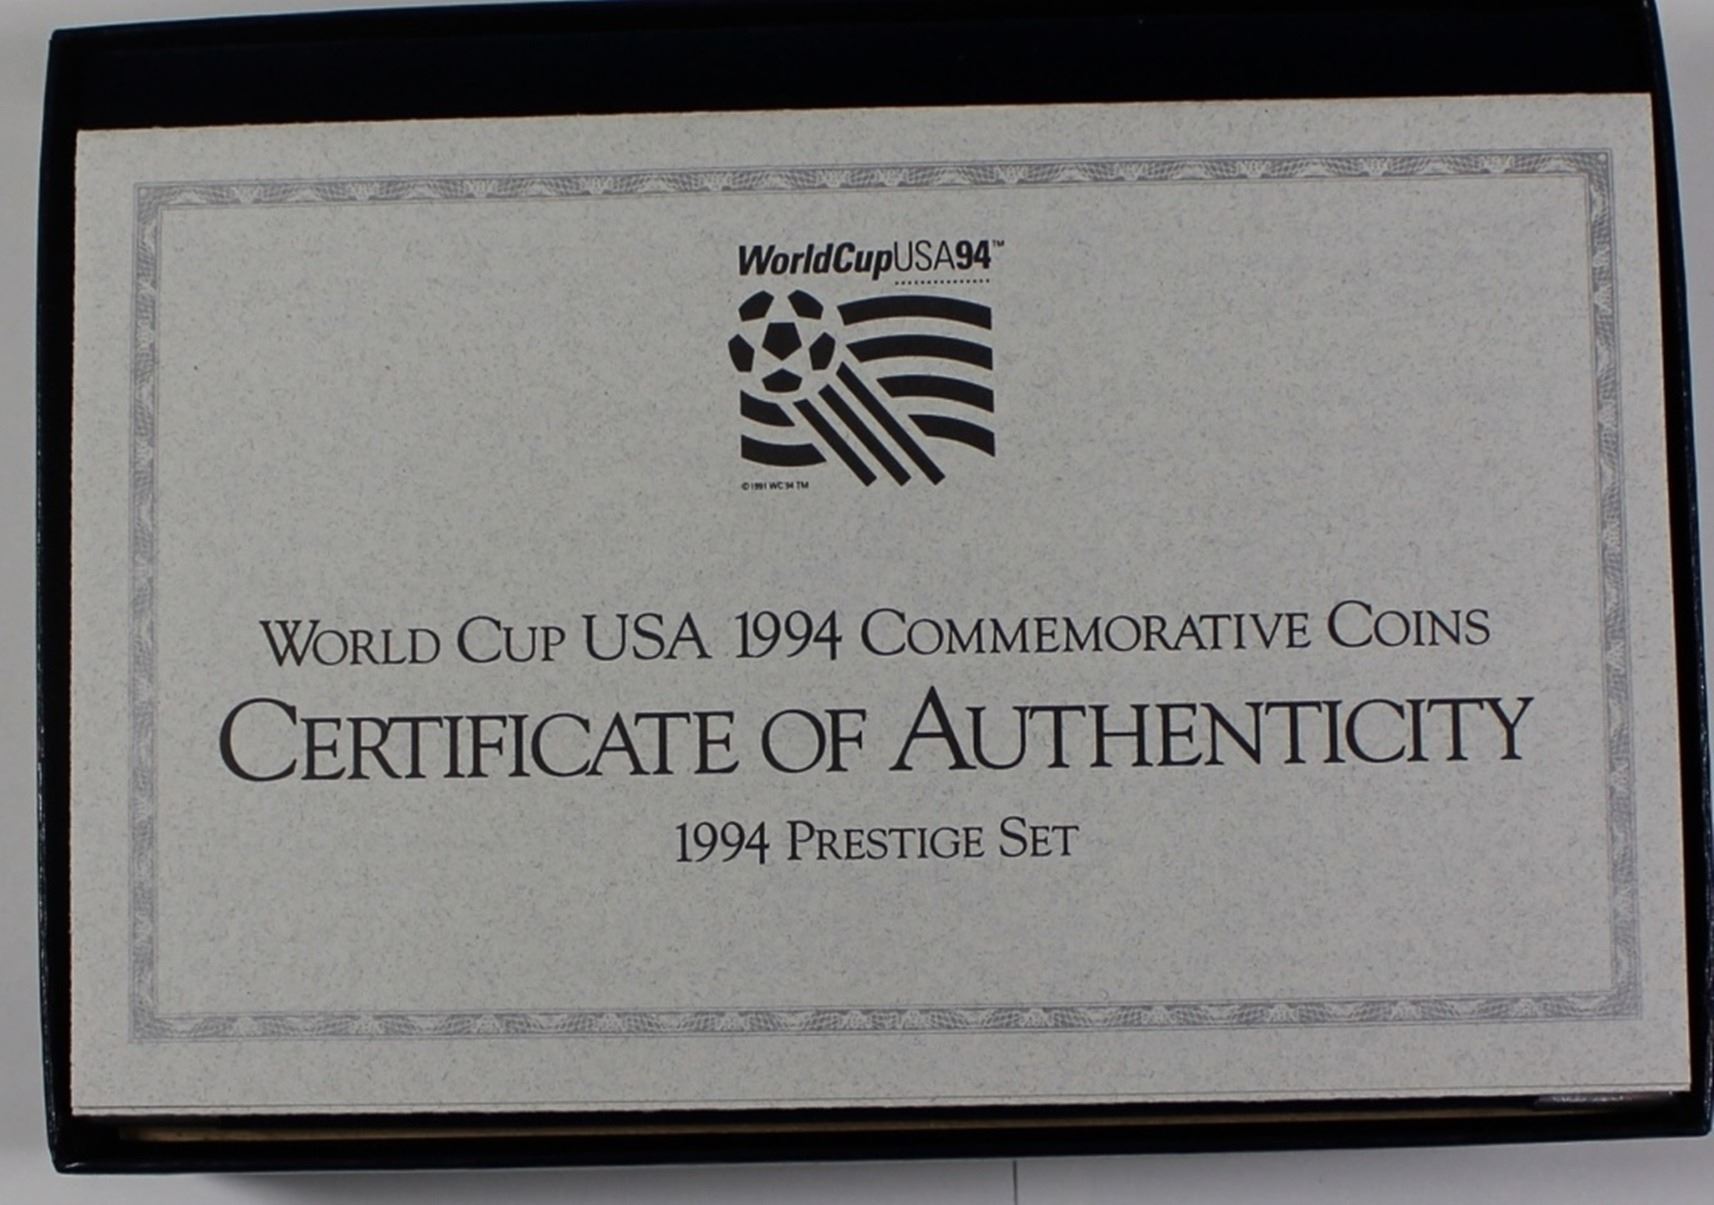 WorldCupUSA94™
©1991 WC'94 TM
WORLD CUP USA 1994 COMMEMORATIVE COINS
CERTIFICATE OF AUTHENTICITY
1994 PRESTIGE SET